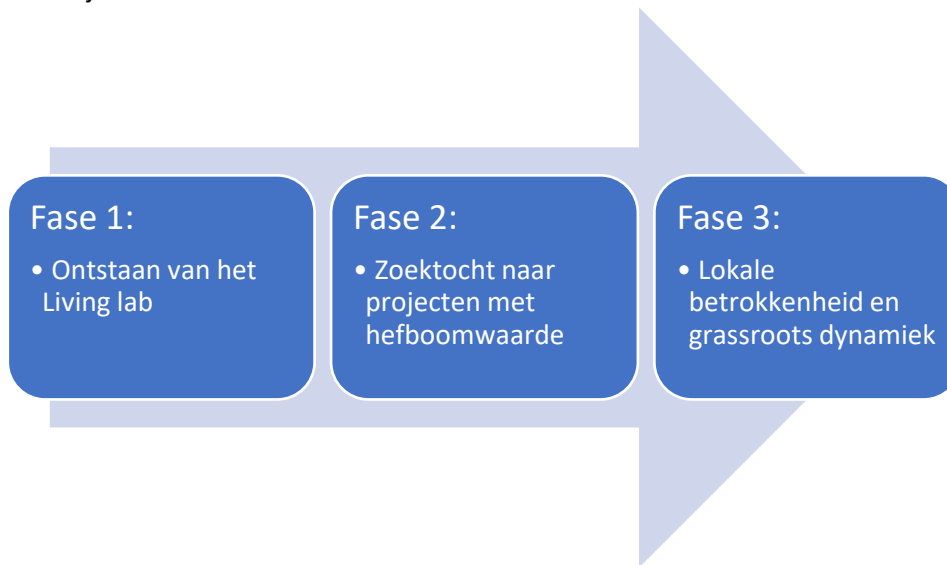 Fase 1:
• Ontstaan van het
Living lab
Fase 2:
• Zoektocht naar
projecten met
hefboomwaarde
Fase 3:
• Lokale
betrokkenheid en
grassroots dynamiek